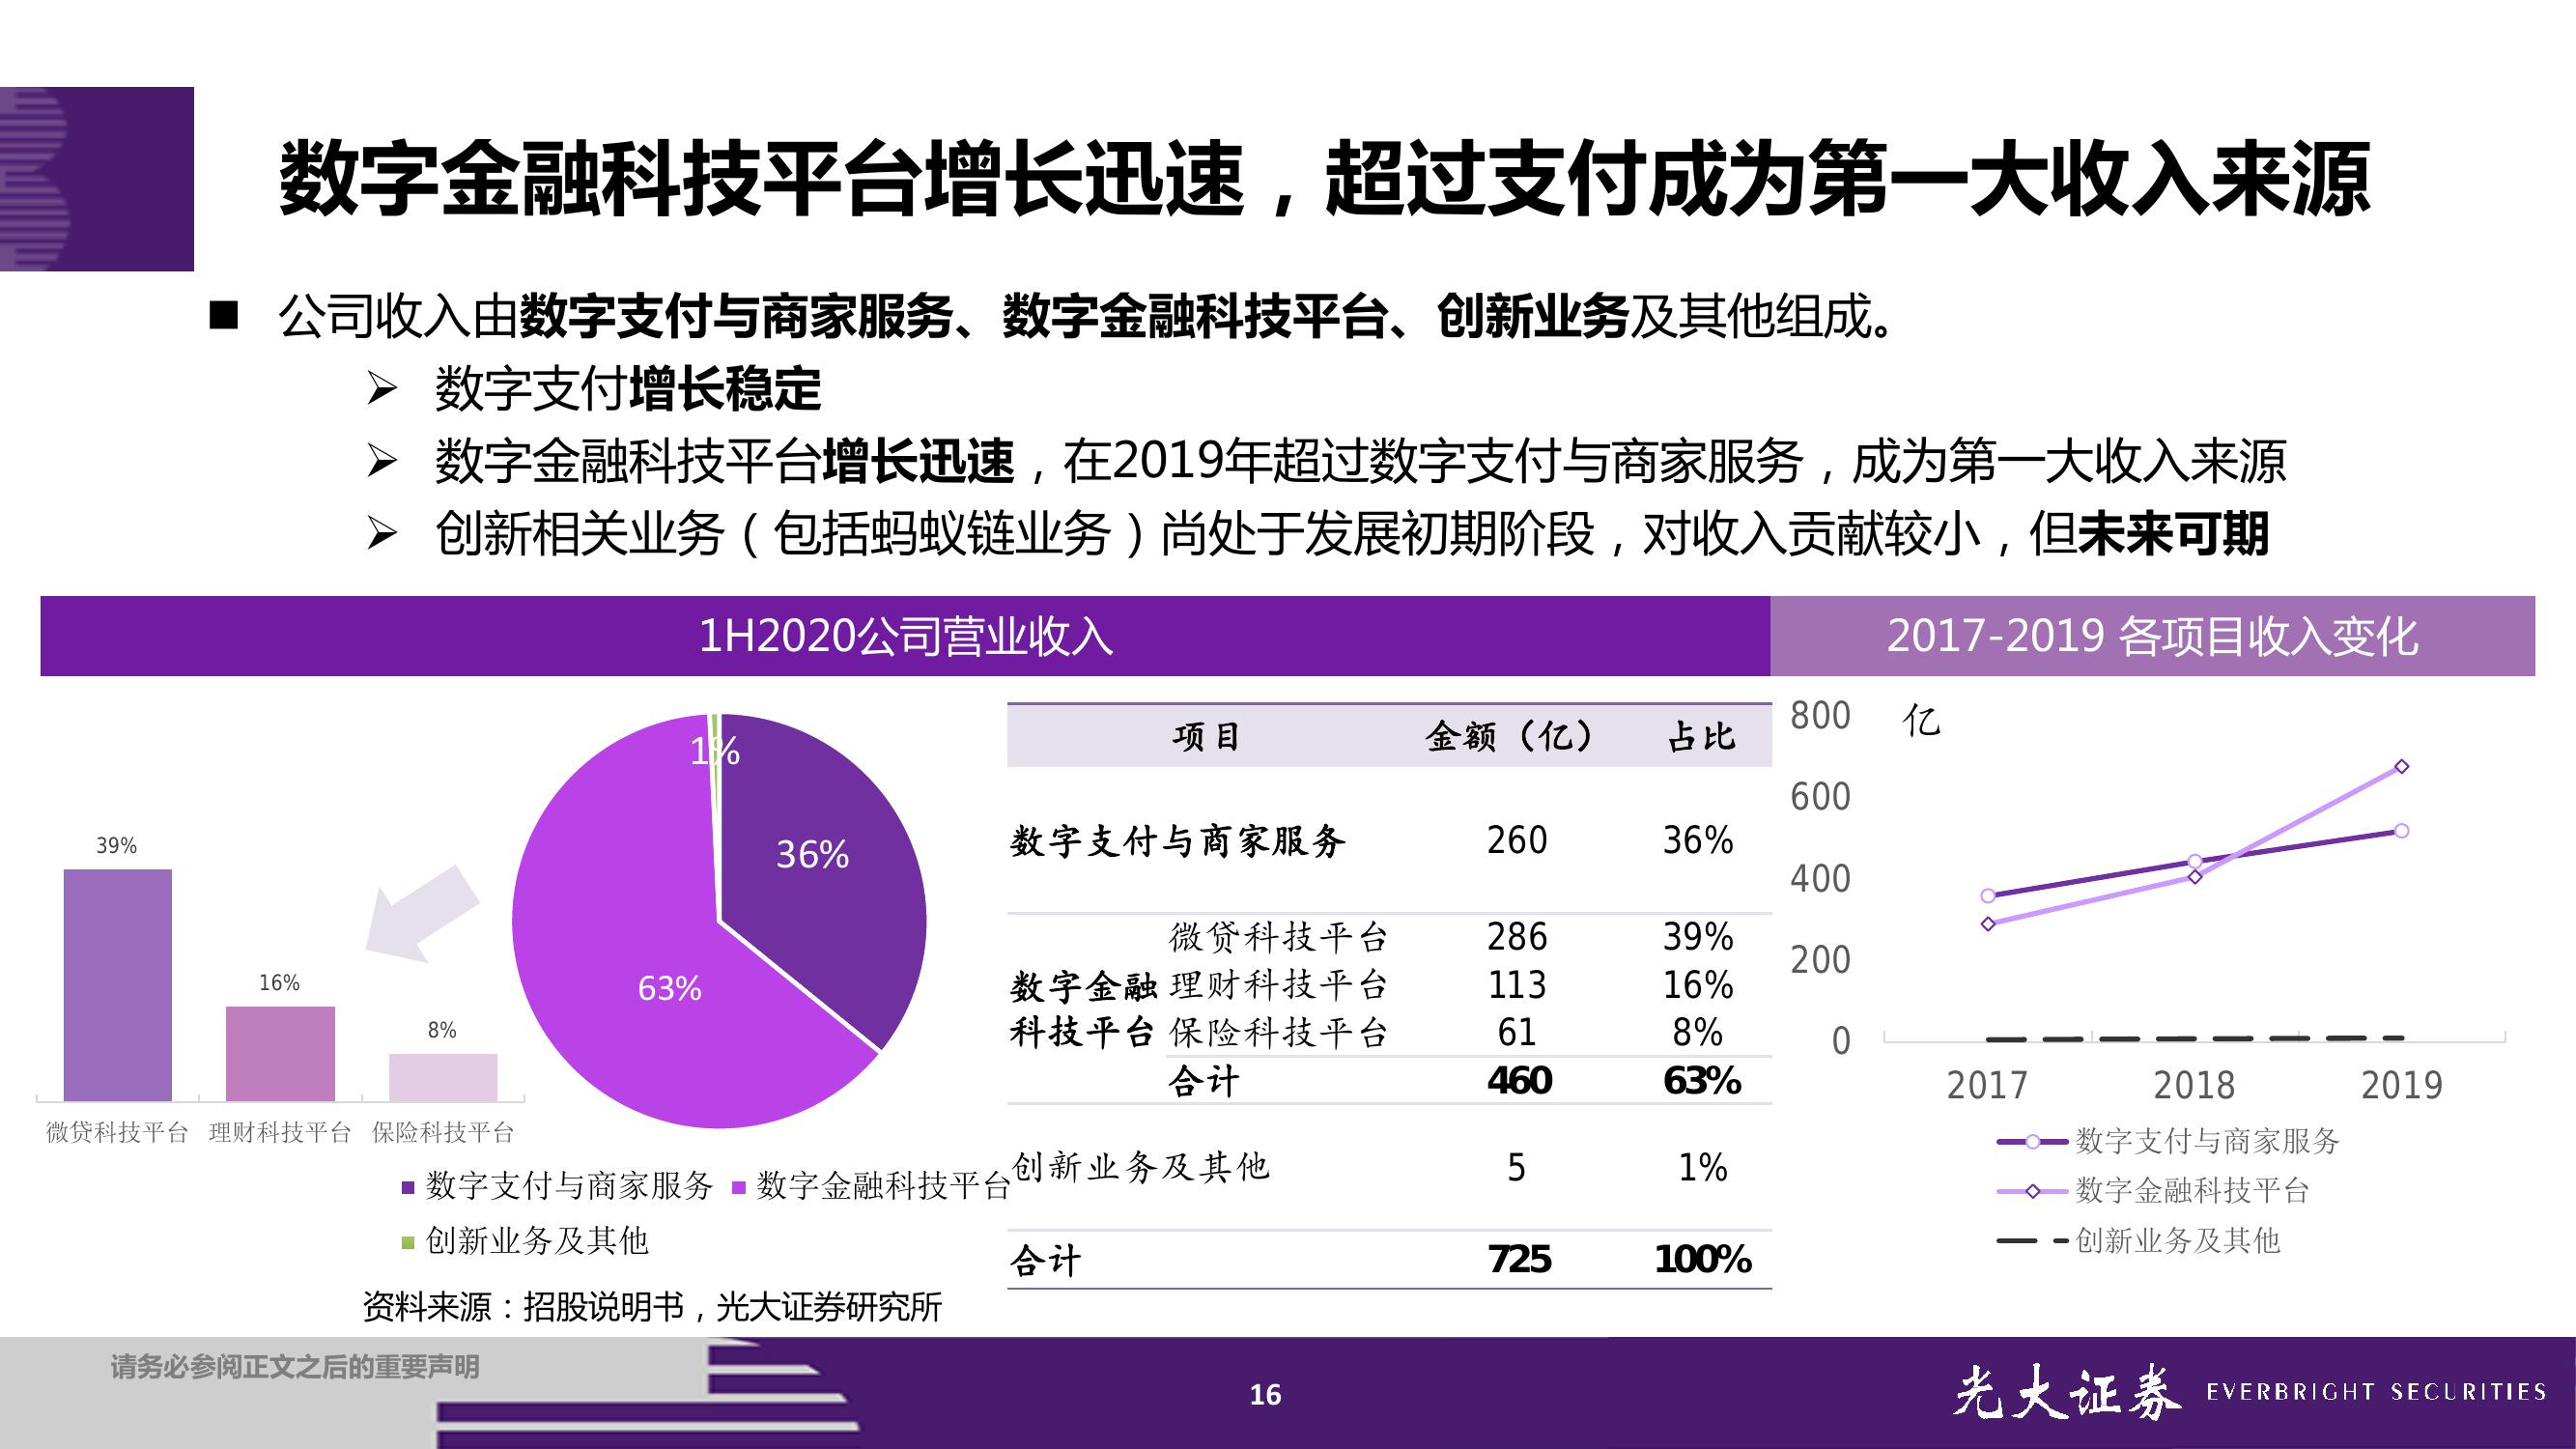 数字金融科技平台增长迅速，超过支付成为第一大收入来源
■ 公司收入由数字支付与商家服务、数字金融科技平台、创新业务及其他组成。
➢ 数字支付增长稳定
➢ 数字金融科技平台增长迅速，在2019年超过数字支付与商家服务，成为第一大收入来源
➢ 创新相关业务（包括蚂蚁链业务）尚处于发展初期阶段，对收入贡献较小，但未来可期
1H2020公司营业收入
39%
16%
8%
微贷科技平台 理财科技平台 保险科技平台
1%
36%
63%
数字支付与商家服务 数字金融科技平台
创新业务及其他
项目 金额（亿） 占比
数字支付与商家服务 260 36%
数字金融科技平台
微贷科技平台 286 39%
理财科技平台 113 16%
保险科技平台 61 8%
合计 460 63%
创新业务及其他 5 1%
合计 725 100%
2017-2019 各项目收入变化
亿
800
600
400
200
0
2017 2018 2019
数字支付与商家服务
数字金融科技平台
创新业务及其他
资料来源：招股说明书，光大证券研究所
请务必参阅正文之后的重要声明
16
光大证券 EVERBRIGHT SECURITIES